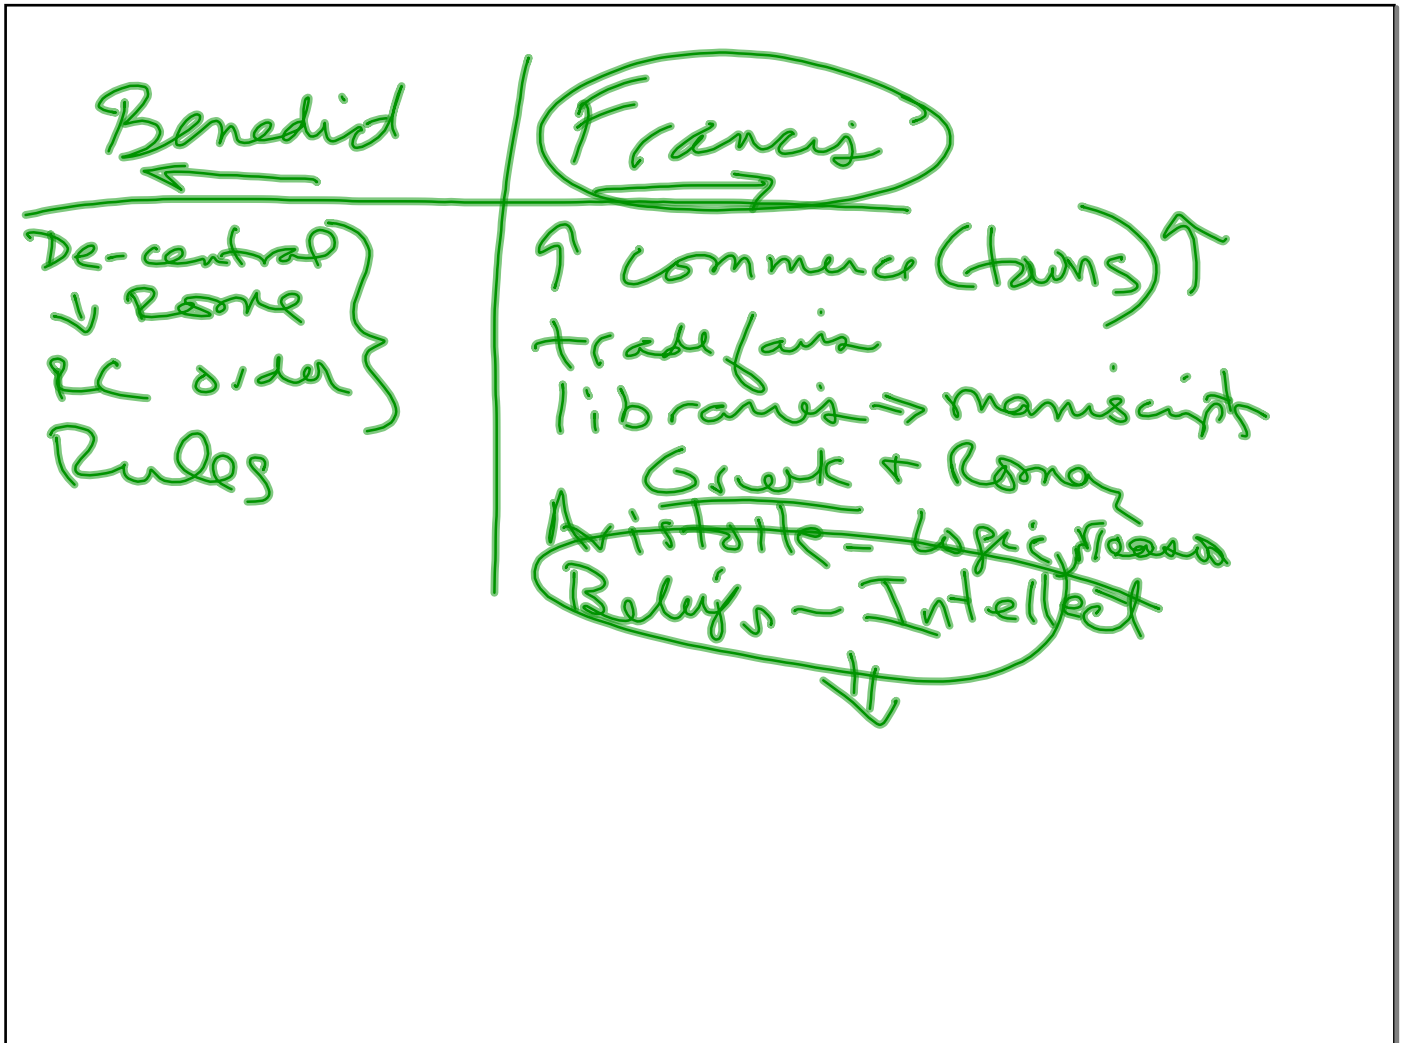 Benedict
Francis
De-central
↓ Rome
RC order
Rules
↑ Commerce (towns) ↑
trade fairs
libraries ⇒ manuscripts
Greek + Roman
Aristotle – Logic, reason
Beliefs – Intellect